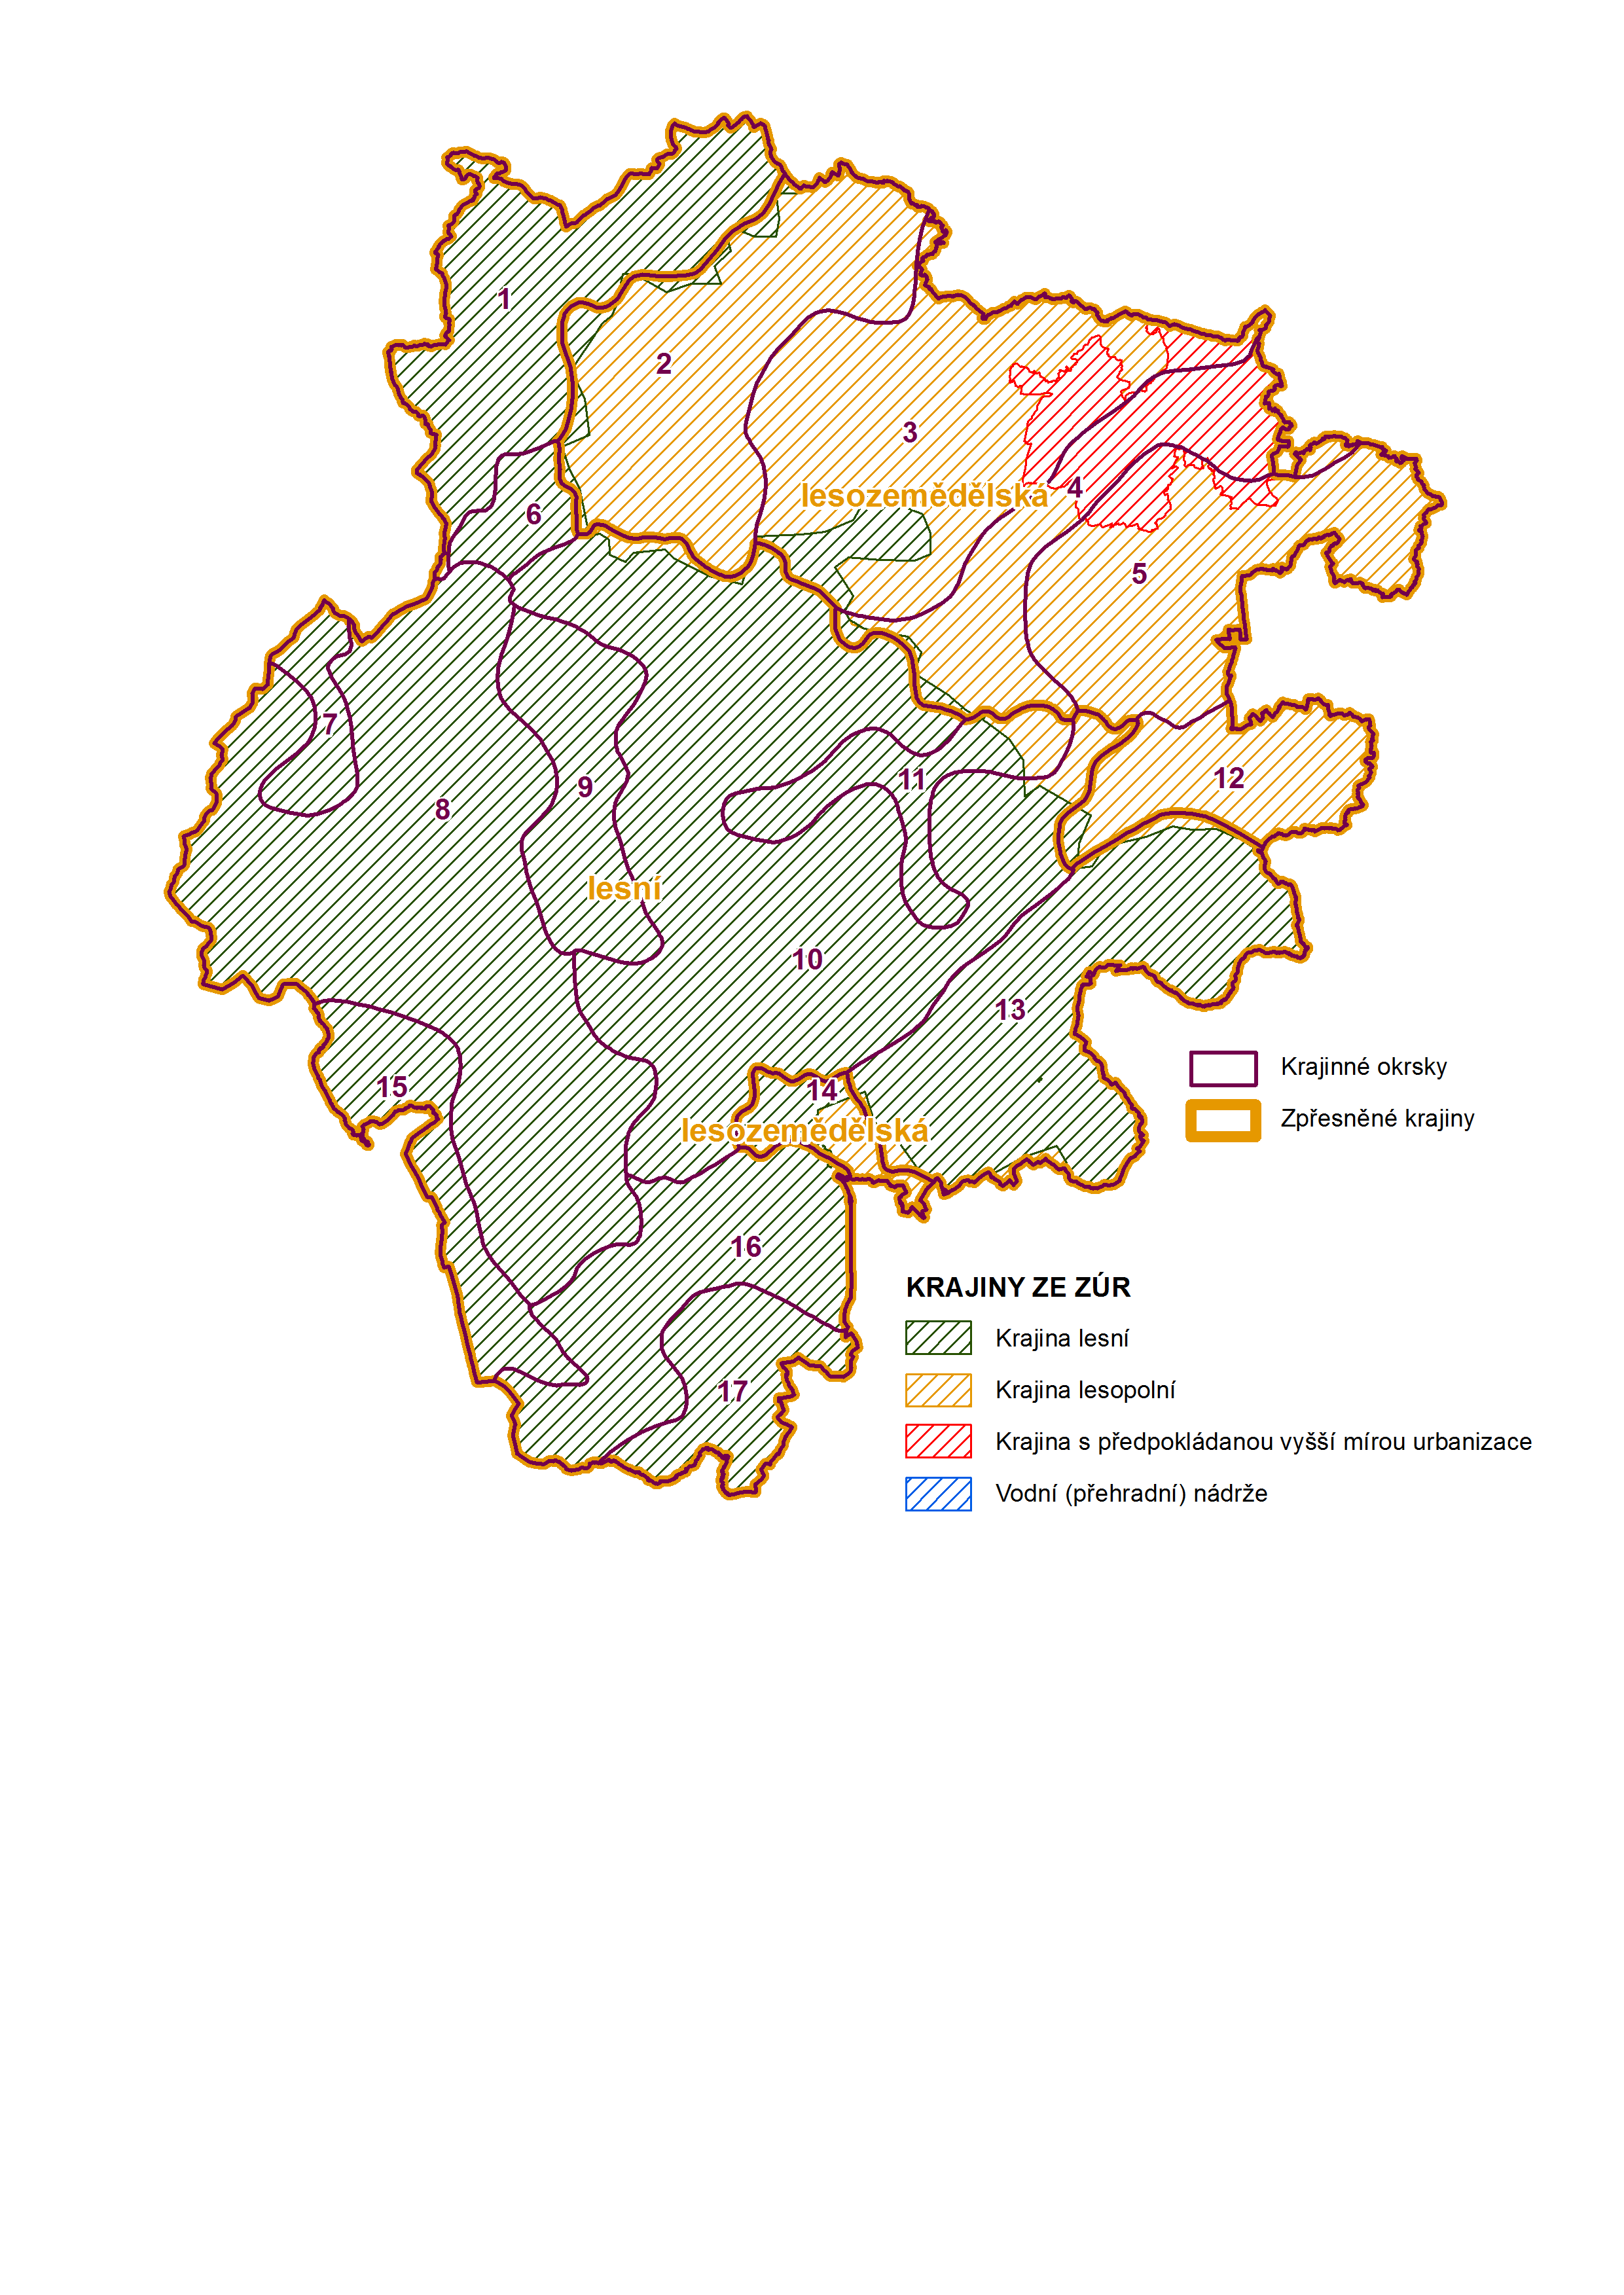 1
2
3
lesozemědělská
4
6
5
7
12
11
9
8
lesní
10
13
Krajinné okrsky
15
14
Zpřesněné krajiny
lesozemědělská
16
KRAJINY ZE ZÚR
Krajina lesní
17
Krajina lesopolní
Krajina s předpokládanou vyšší mírou urbanizace
Vodní (přehradní) nádrže